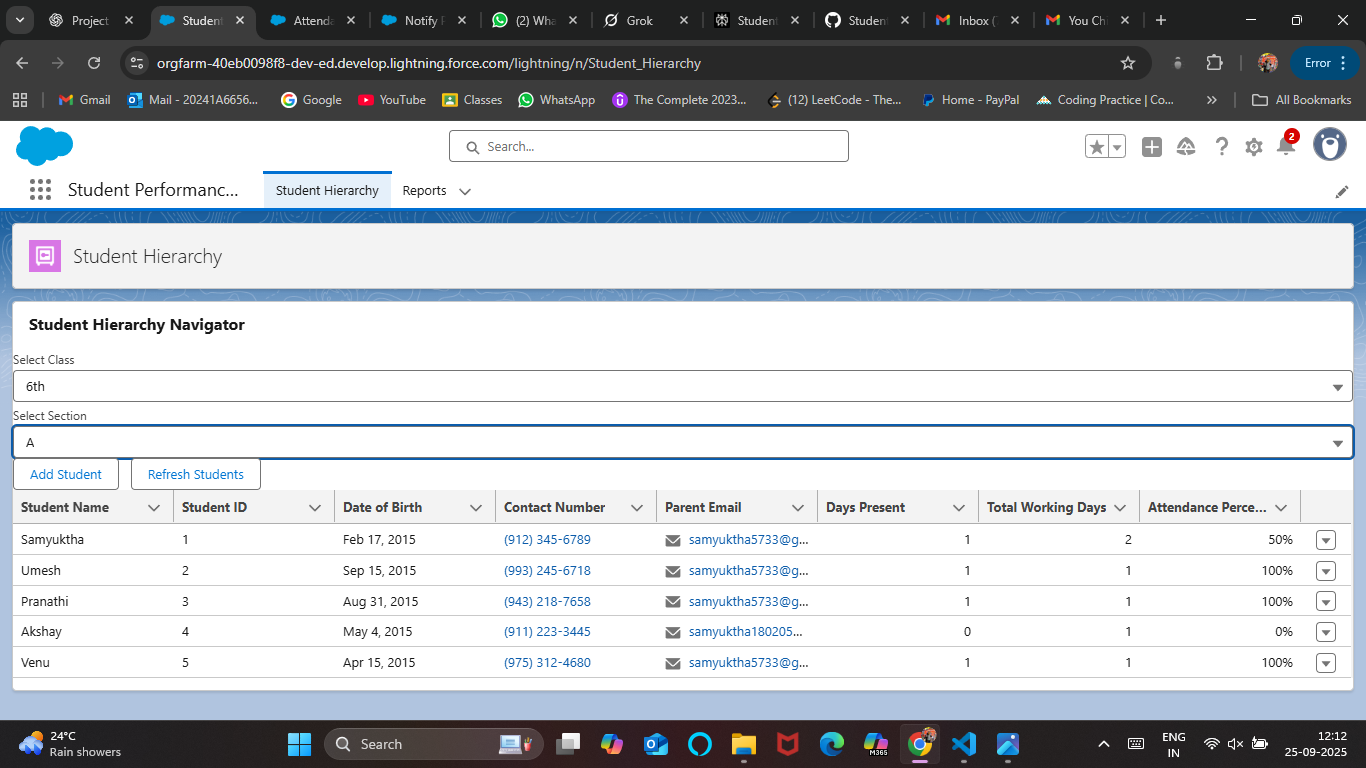 Project
Student
Attenda
Notify P
(2) Wha
Grok
Student
Student
Inbox (
You Chi
orgfarm-40eb0098f8-dev-ed.develop.lightning.force.com/lightning/n/Student_Hierarchy
Error
Gmail
Mail - 20241A6656...
Google
YouTube
Classes
WhatsApp
The Complete 2023...
(12) LeetCode - The...
Home - PayPal
Coding Practice | Co...
All Bookmarks
Search...
2
Student Performanc...
Student Hierarchy
Reports
Student Hierarchy
Student Hierarchy Navigator
Select Class
6th
Select Section
A
Add Student Refresh Students
Student Name Student ID Date of Birth Contact Number Parent Email Days Present Total Working Days Attendance Perce...
Samyuktha 1 Feb 17, 2015 (912) 345-6789 samyuktha5733@g... 1 2 50%
Umesh 2 Sep 15, 2015 (993) 245-6718 samyuktha5733@g... 1 1 100%
Pranathi 3 Aug 31, 2015 (943) 218-7658 samyuktha5733@g... 1 1 100%
Akshay 4 May 4, 2015 (911) 223-3445 samyuktha180205... 0 1 0%
Venu 5 Apr 15, 2015 (975) 312-4680 samyuktha5733@g... 1 1 100%
24°C
Rain showers
Search
M365
ENG
IN
12:12
25-09-2025